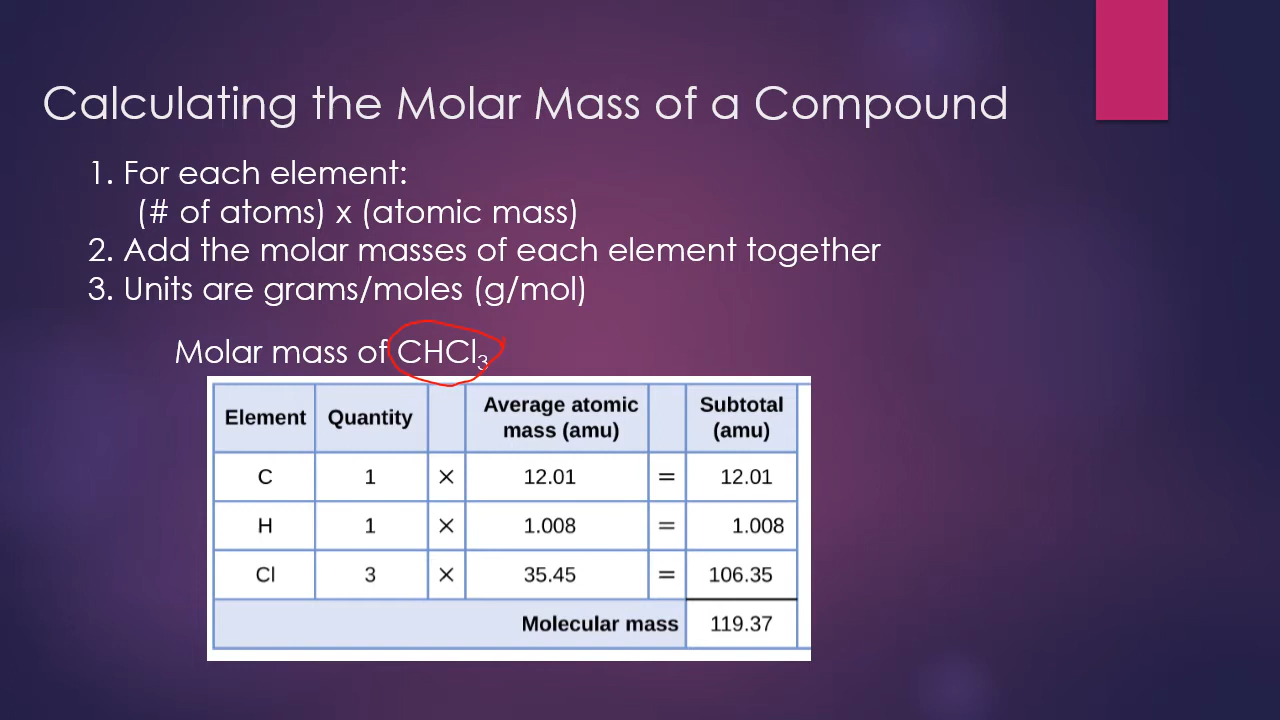 Calculating the Molar Mass of a Compound
1. For each element:
(# of atoms) x (atomic mass)
2. Add the molar masses of each element together
3. Units are grams/moles (g/mol)
Molar mass of CHCl₃
Element Quantity Average atomic mass (amu) Subtotal (amu)
C 1 × 12.01 = 12.01
H 1 × 1.008 = 1.008
Cl 3 × 35.45 = 106.35
Molecular mass 119.37